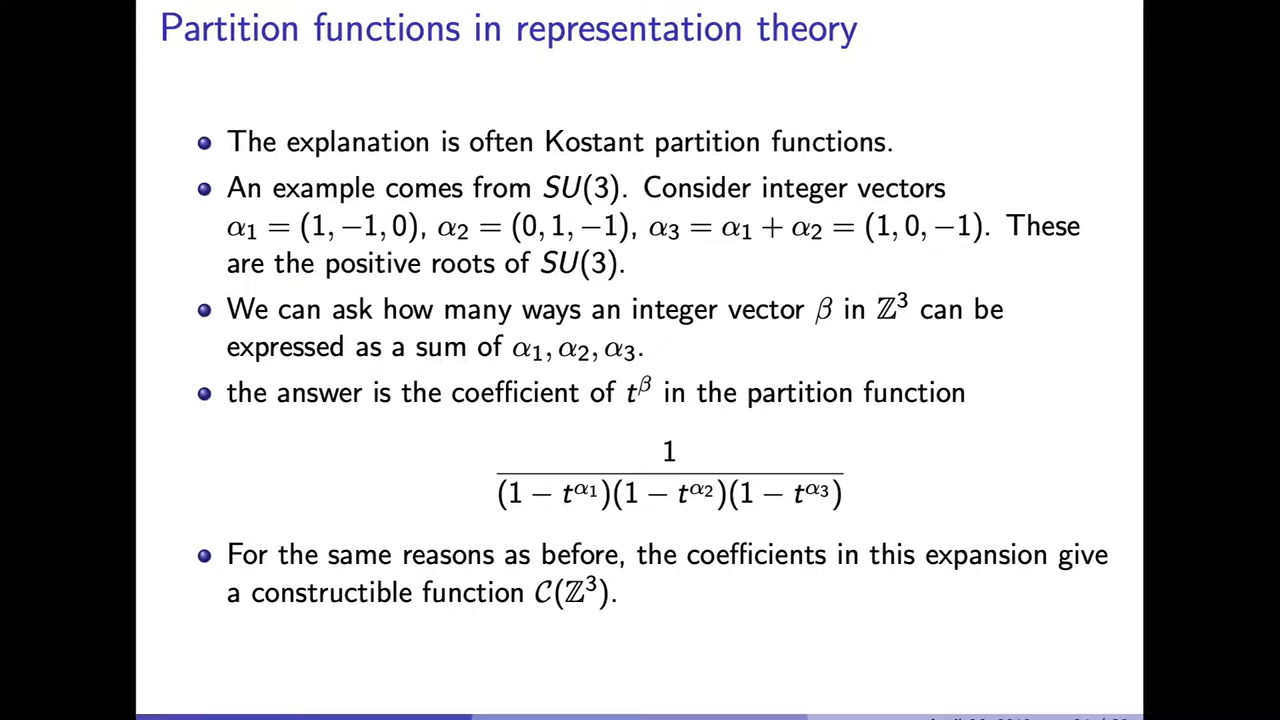 Partition functions in representation theory
The explanation is often Kostant partition functions.
An example comes from SU(3). Consider integer vectors
α₁ = (1, −1, 0), α₂ = (0, 1, −1), α₃ = α₁ + α₂ = (1, 0, −1). These
are the positive roots of SU(3).
We can ask how many ways an integer vector β in ℤ³ can be
expressed as a sum of α₁, α₂, α₃.
the answer is the coefficient of t^β in the partition function
1
(1 − t^α₁)(1 − t^α₂)(1 − t^α₃)
For the same reasons as before, the coefficients in this expansion give
a constructible function 𝒞(ℤ³).